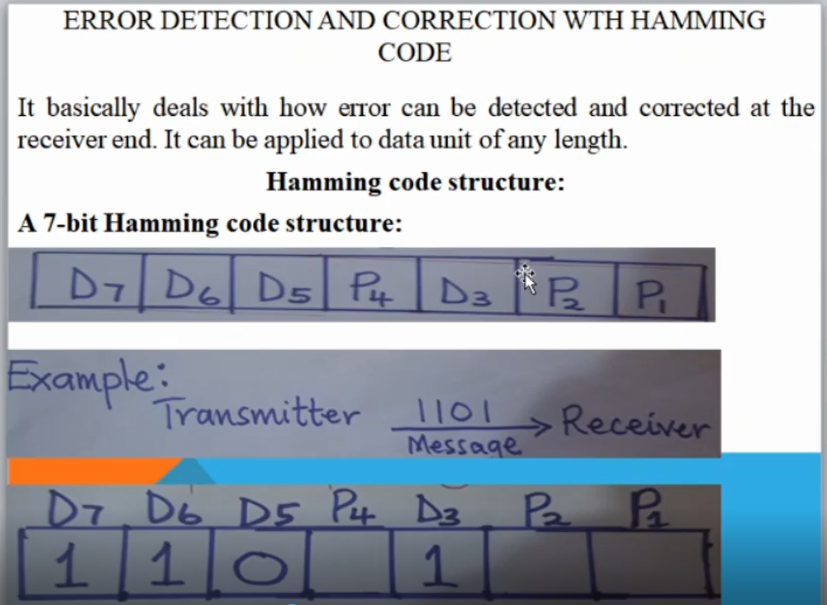 ERROR DETECTION AND CORRECTION WTH HAMMING
CODE
It basically deals with how error can be detected and corrected at the
receiver end. It can be applied to data unit of any length.
Hamming code structure:
A 7-bit Hamming code structure:
D7 D6 D5 P4 D3 P2 P1
Example:
Transmitter 1101 Receiver
Message
D7 D6 D5 P4 D3 P2 P1
1 1 0 1